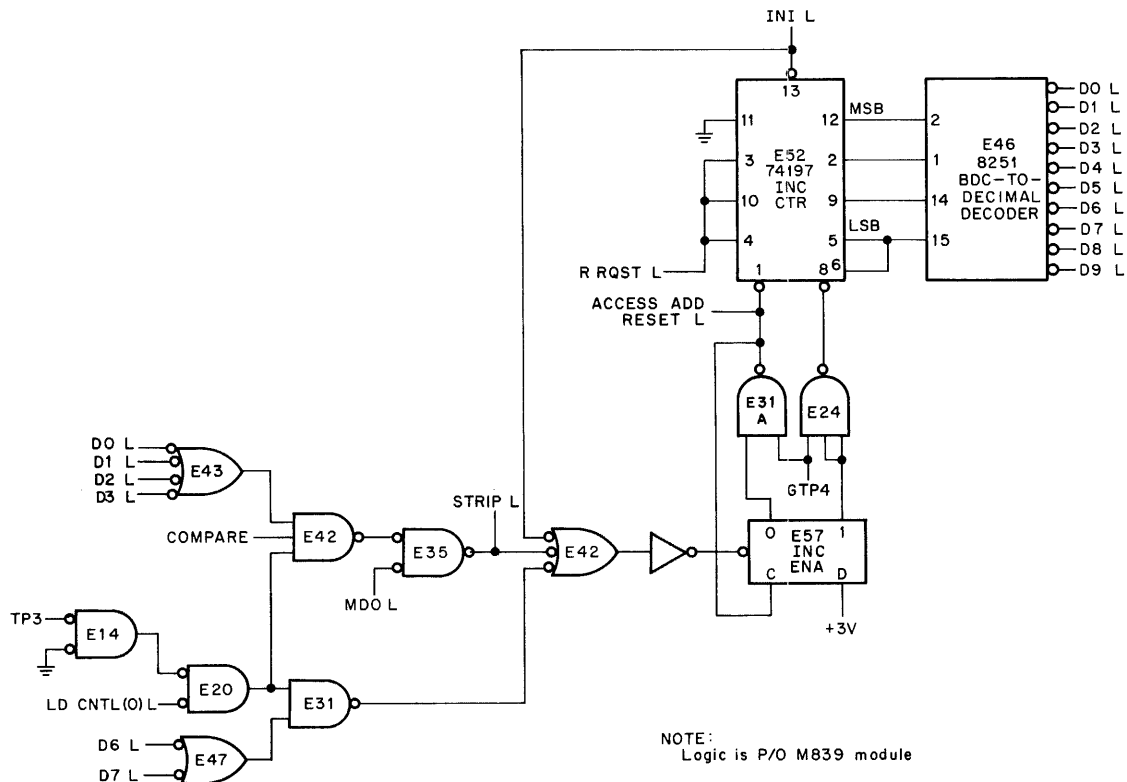 INI L
13
11
12
MSB
2
D0 L
D1 L
D2 L
D3 L
D4 L
D5 L
D6 L
D7 L
D8 L
D9 L
E52
74197
INC
CTR
E46
8251
BDC-TO-
DECIMAL
DECODER
3
2
1
10
9
14
4
5
LSB
15
6
R RQST L
1
8
ACCESS ADD
RESET L
E31
A
E24
GTP4
D0 L
D1 L
D2 L
D3 L
E43
STRIP L
COMPARE
E42
E35
E42
0
E57
INC
ENA
1
C
D
MDO L
+3V
TP3
E14
E20
LD CNTL(0) L
E31
D6 L
D7 L
E47
NOTE:
Logic is P/O M839 module